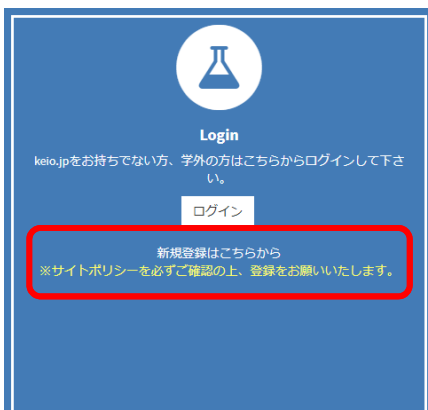 Login
keio.jpをお持ちでない方、学外の方はこちらからログインして下さ
い。
ログイン
新規登録はこちらから
※サイトポリシーを必ずご確認の上、登録をお願いいたします。